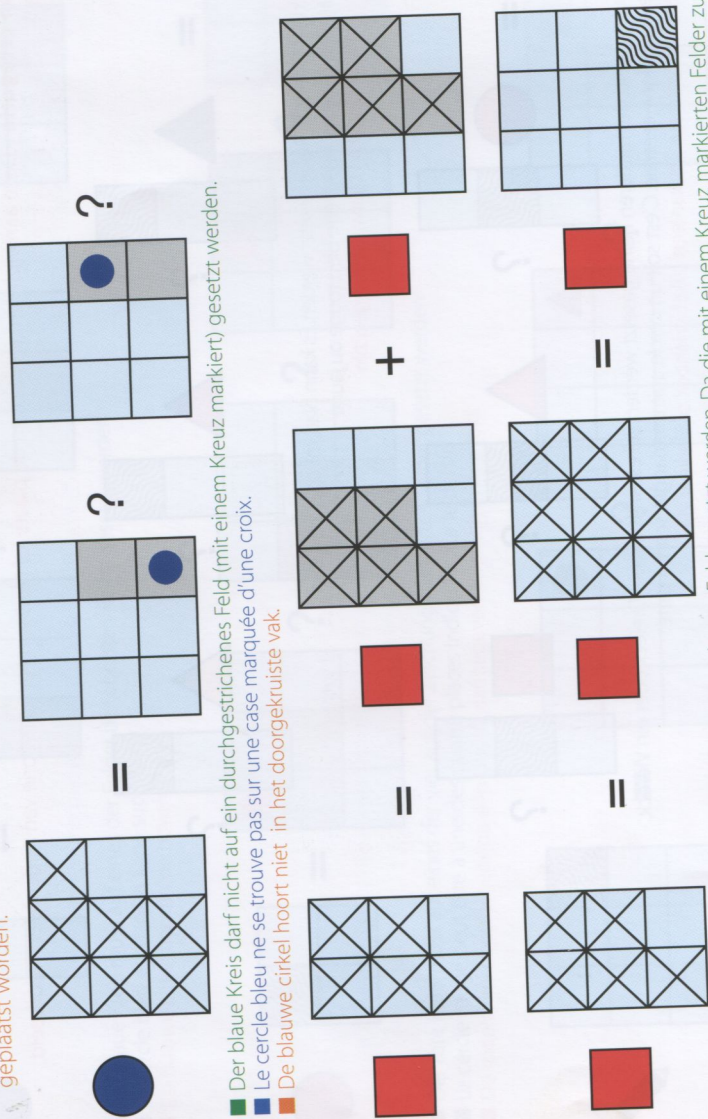 geplaatst worden.
=
?
?
Der blaue Kreis darf nicht auf ein durchgestrichenes Feld (mit einem Kreuz markiert) gesetzt werden.
Le cercle bleu ne se trouve pas sur une case marquée d'une croix.
De blauwe cirkel hoort niet in het doorgekruiste vak.
=
+
=
=
werden. Da die mit einem Kreuz markierten Felder zu